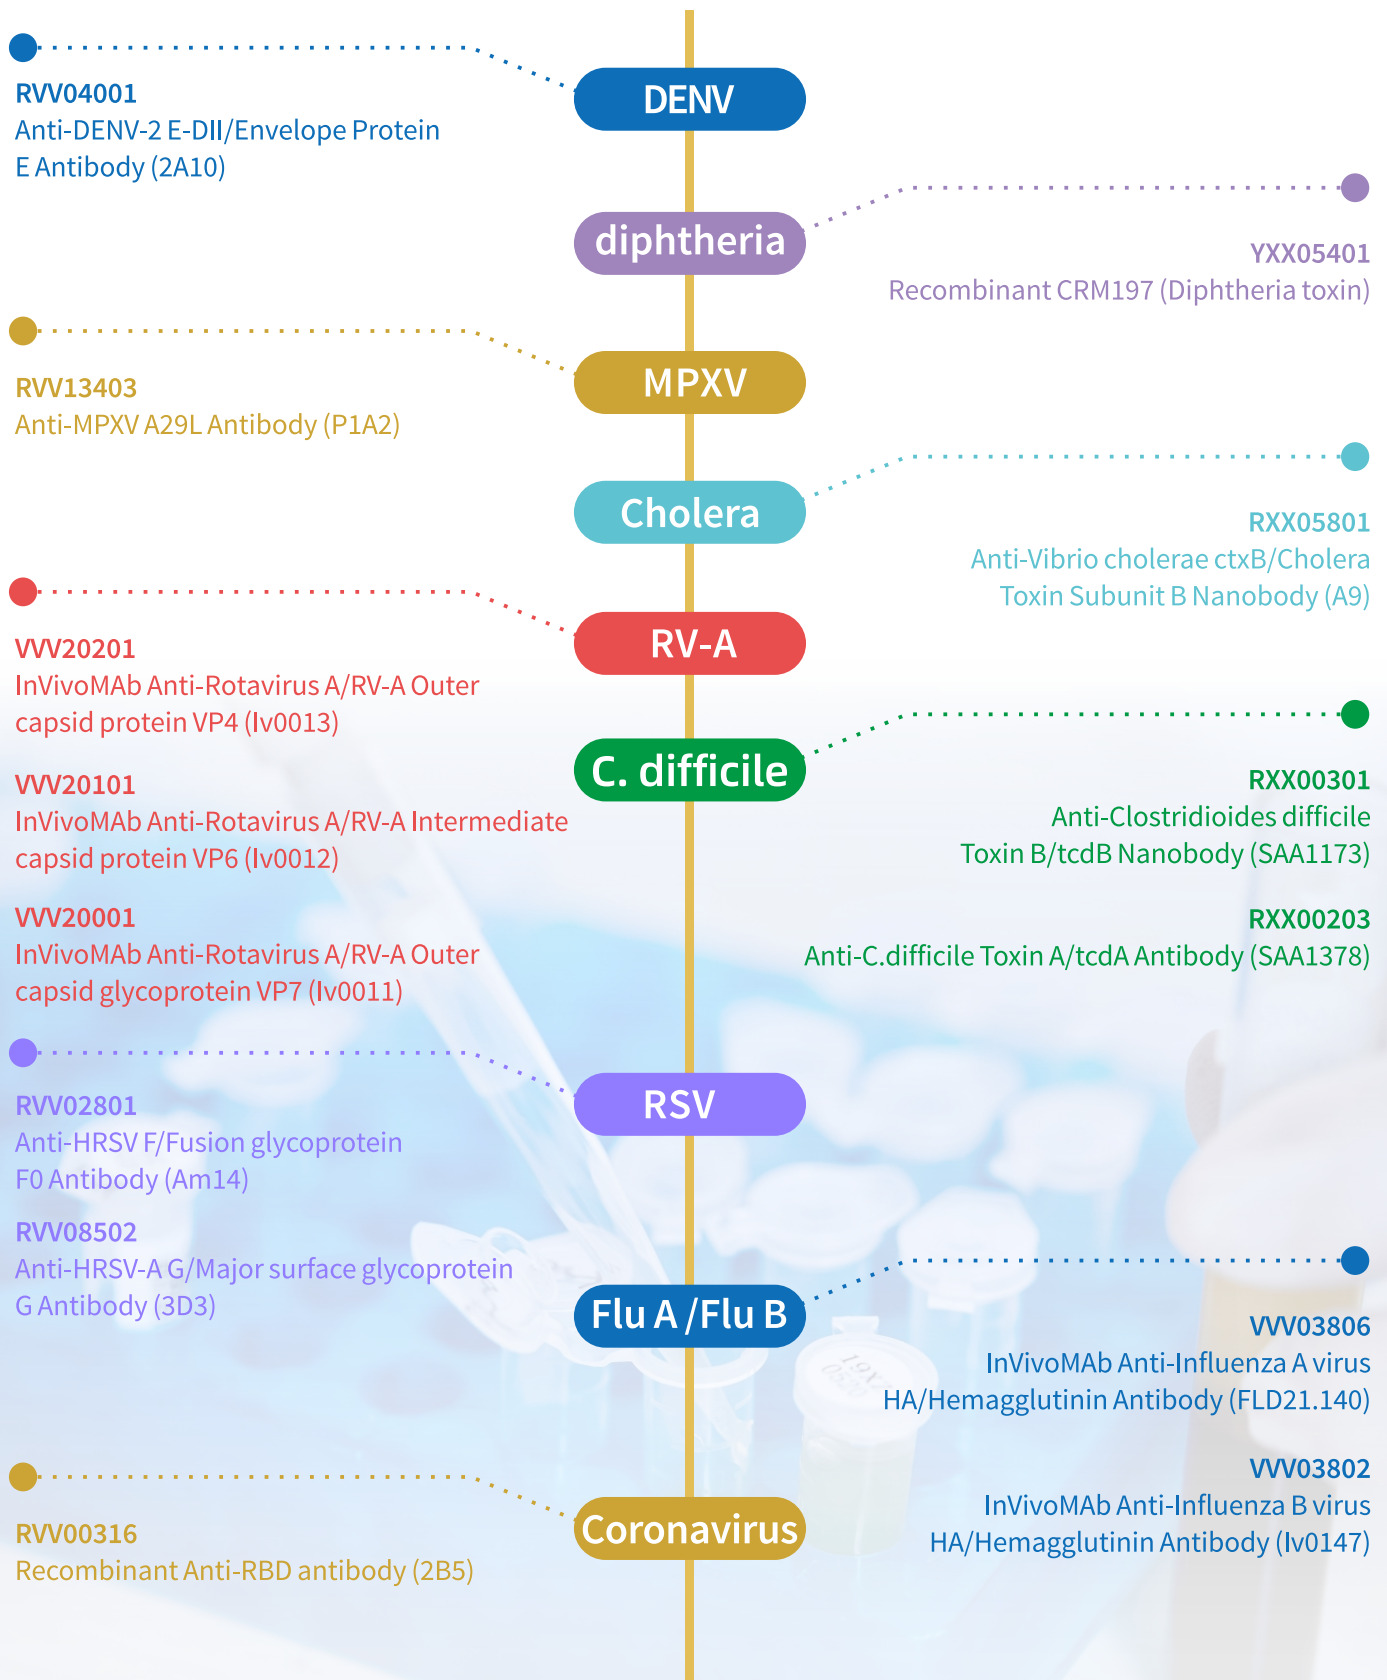 DENV
RVV04001
Anti-DENV-2 E-DII/Envelope Protein
E Antibody (2A10)
diphtheria
YXX05401
Recombinant CRM197 (Diphtheria toxin)
MPXV
RVV13403
Anti-MPXV A29L Antibody (P1A2)
Cholera
RXX05801
Anti-Vibrio cholerae ctxB/Cholera
Toxin Subunit B Nanobody (A9)
RV-A
VVV20201
InVivoMAb Anti-Rotavirus A/RV-A Outer
capsid protein VP4 (Iv0013)
VVV20101
InVivoMAb Anti-Rotavirus A/RV-A Intermediate
capsid protein VP6 (Iv0012)
VVV20001
InVivoMAb Anti-Rotavirus A/RV-A Outer
capsid glycoprotein VP7 (Iv0011)
C. difficile
RXX00301
Anti-Clostridioides difficile
Toxin B/tcdB Nanobody (SAA1173)
RXX00203
Anti-C.difficile Toxin A/tcdA Antibody (SAA1378)
RSV
RVV02801
Anti-HRSV F/Fusion glycoprotein
F0 Antibody (Am14)
RVV08502
Anti-HRSV-A G/Major surface glycoprotein
G Antibody (3D3)
Flu A /Flu B
VVV03806
InVivoMAb Anti-Influenza A virus
HA/Hemagglutinin Antibody (FLD21.140)
VVV03802
InVivoMAb Anti-Influenza B virus
HA/Hemagglutinin Antibody (Iv0147)
Coronavirus
RVV00316
Recombinant Anti-RBD antibody (2B5)